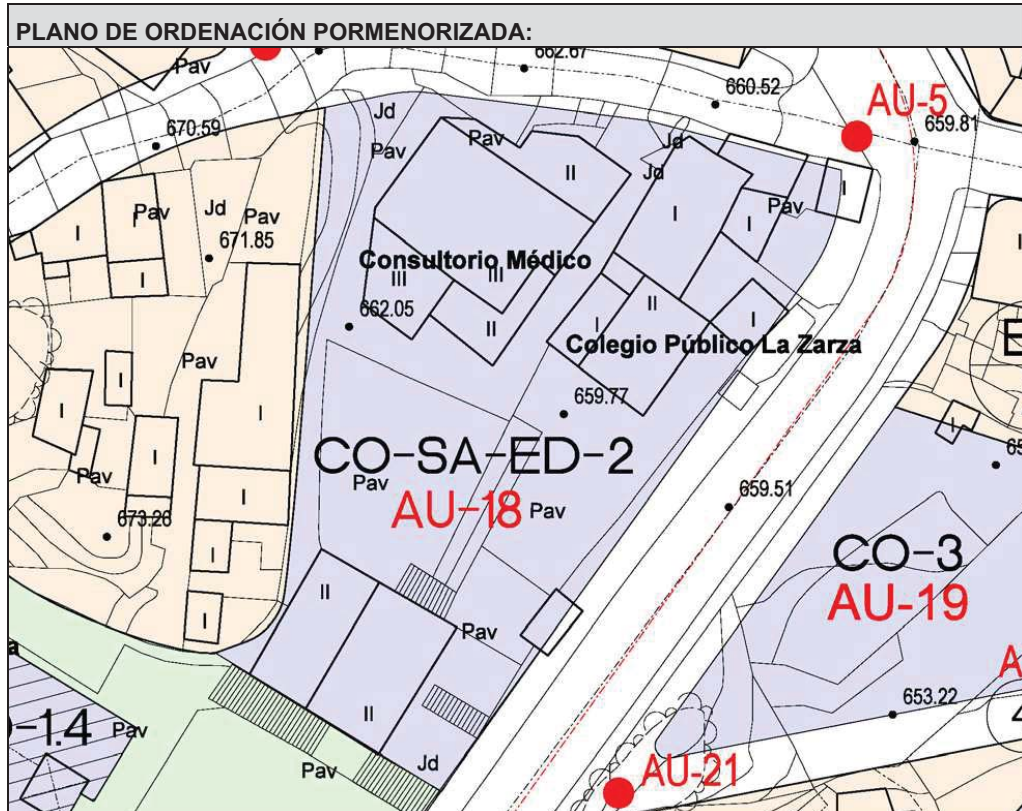 PLANO DE ORDENACIÓN PORMENORIZADA:
Pav
662.67
660.52
AU-5
659.81
670.59
Jd
Pav
Pav
Jd
II
Jd
I
I
Pav
Jd
Pav
I
I
Pav
I
671.85
Consultorio Médico
III
III
I
662.05
II
I
II
I
Colegio Público La Zarza
Pav
I
659.77
I
I
I
CO-SA-ED-2
Pav
I
Pav
AU-18
Pav
659.51
I
673.26
CO-3
I
AU-19
II
I
Pav
653.22
II
Pav
Jd
Pav
AU-21